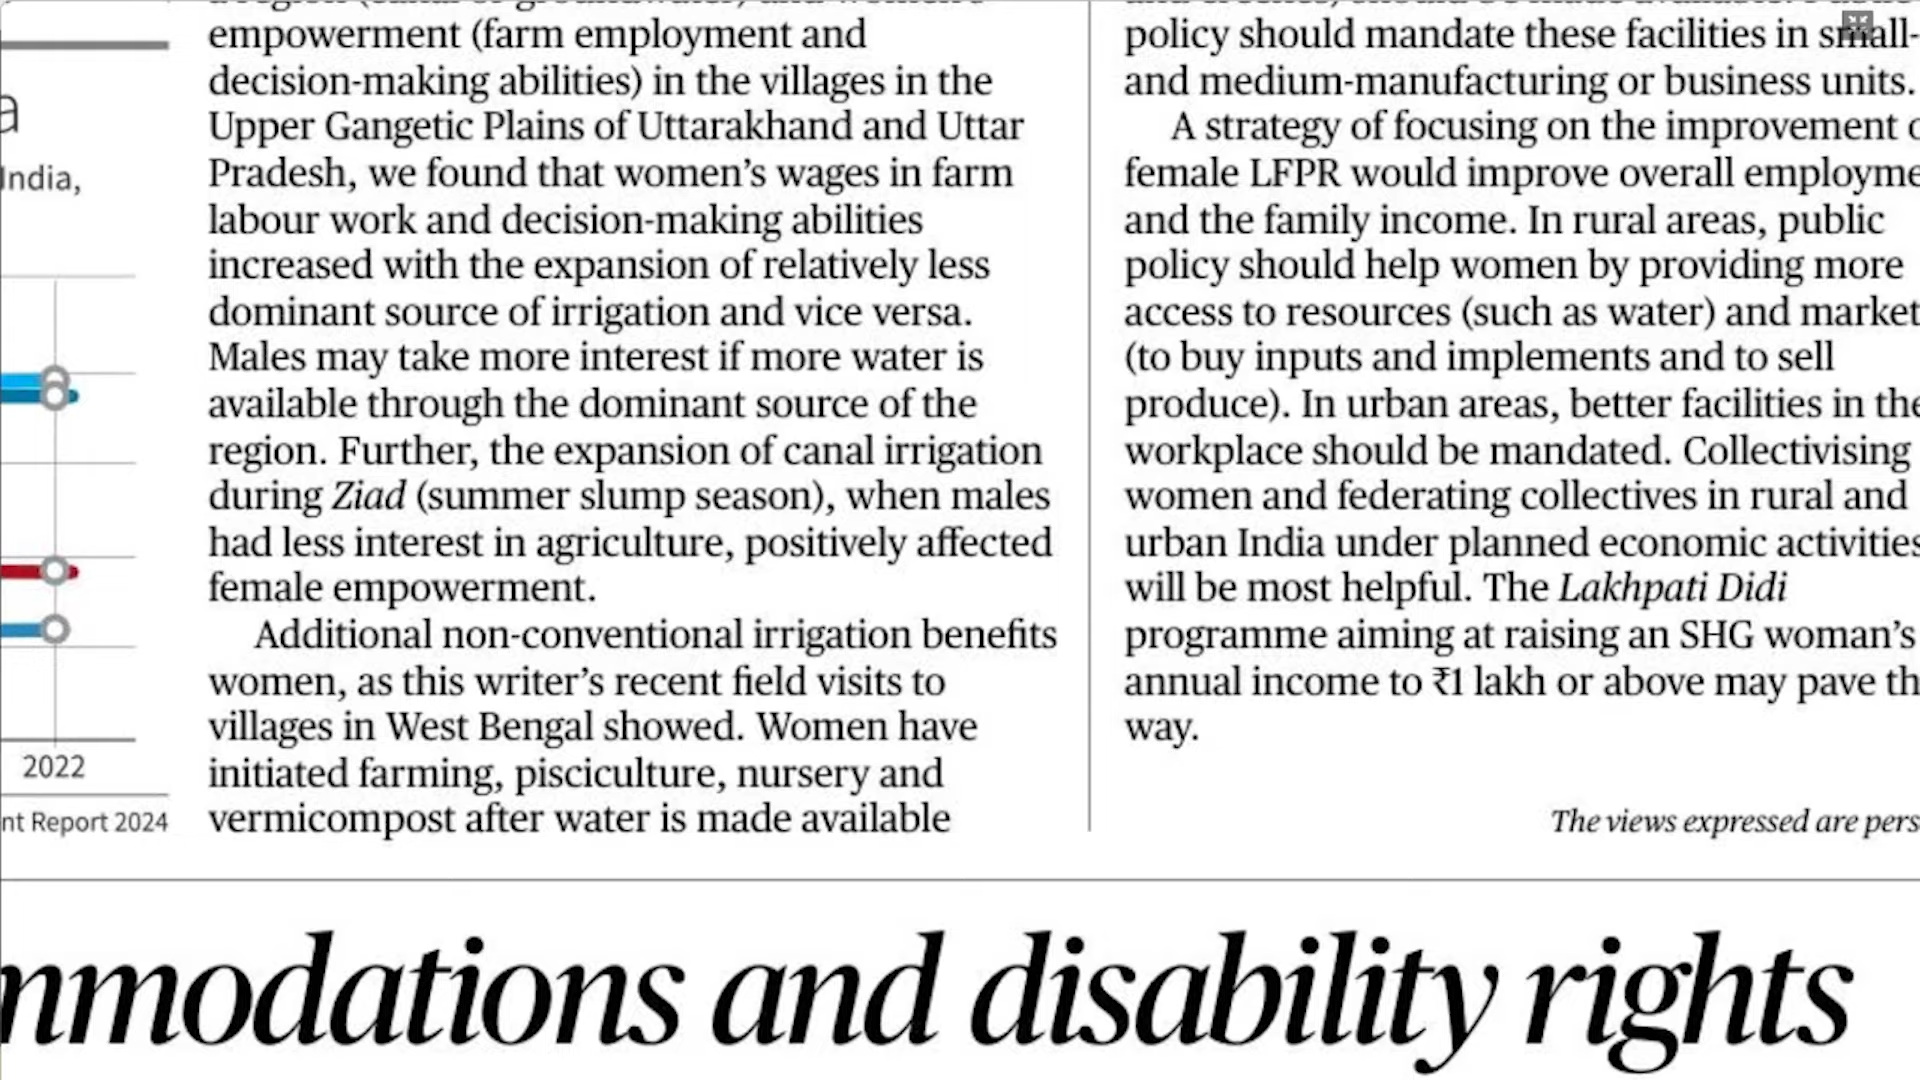 a
India,
2022
nt Report 2024
empowerment (farm employment and
decision-making abilities) in the villages in the
Upper Gangetic Plains of Uttarakhand and Uttar
Pradesh, we found that women’s wages in farm
labour work and decision-making abilities
increased with the expansion of relatively less
dominant source of irrigation and vice versa.
Males may take more interest if more water is
available through the dominant source of the
region. Further, the expansion of canal irrigation
during Ziad (summer slump season), when males
had less interest in agriculture, positively affected
female empowerment.
Additional non-conventional irrigation benefits
women, as this writer’s recent field visits to
villages in West Bengal showed. Women have
initiated farming, pisciculture, nursery and
vermicompost after water is made available
policy should mandate these facilities in small-
and medium-manufacturing or business units.
A strategy of focusing on the improvement o
female LFPR would improve overall employme
and the family income. In rural areas, public
policy should help women by providing more
access to resources (such as water) and market
(to buy inputs and implements and to sell
produce). In urban areas, better facilities in the
workplace should be mandated. Collectivising
women and federating collectives in rural and
urban India under planned economic activities
will be most helpful. The Lakhpati Didi
programme aiming at raising an SHG woman’s
annual income to ₹1 lakh or above may pave th
way.
The views expressed are pers
mmodations and disability rights